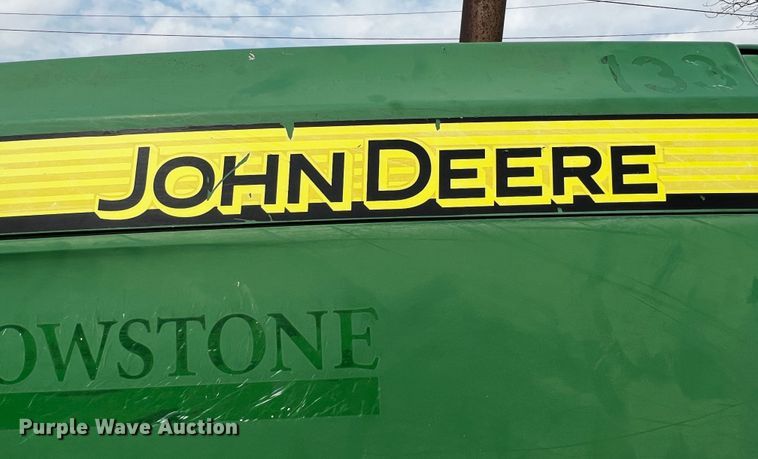 133
JOHN DEERE
OWSTONE
Purple Wave Auction